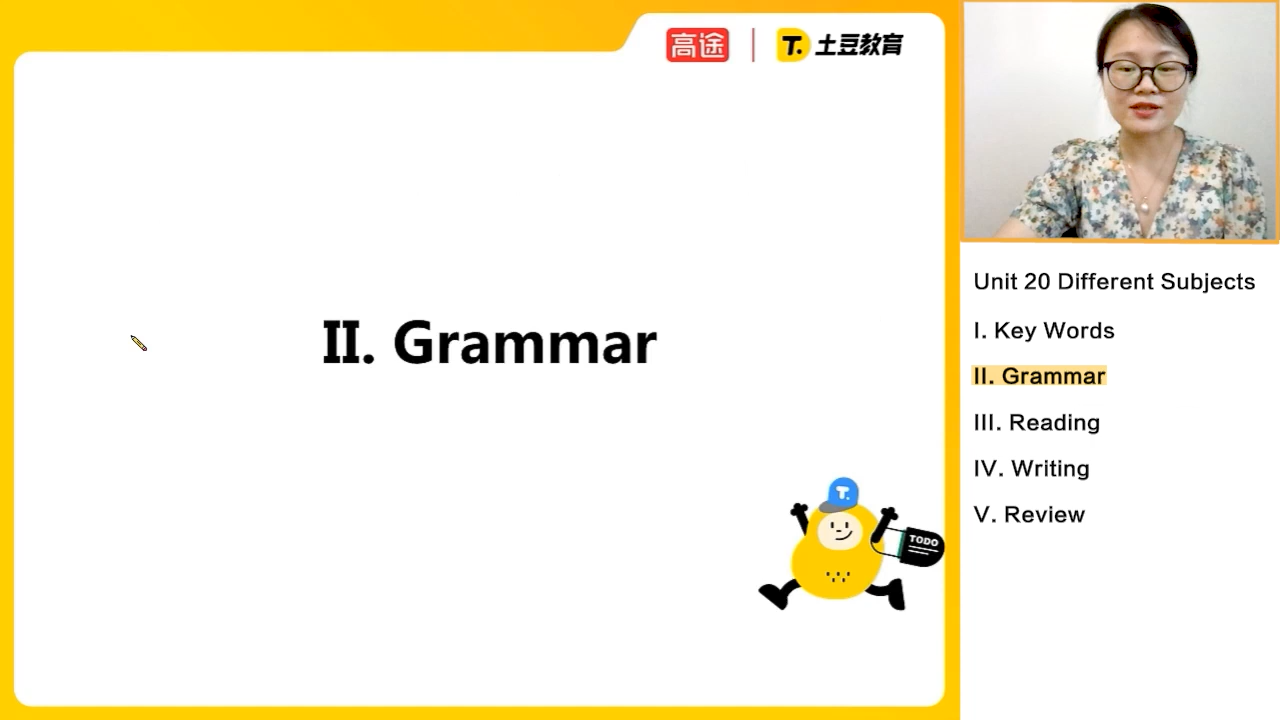 高途 | T. 土豆教育
II. Grammar
T.
TODO
Unit 20 Different Subjects
I. Key Words
II. Grammar
III. Reading
IV. Writing
V. Review